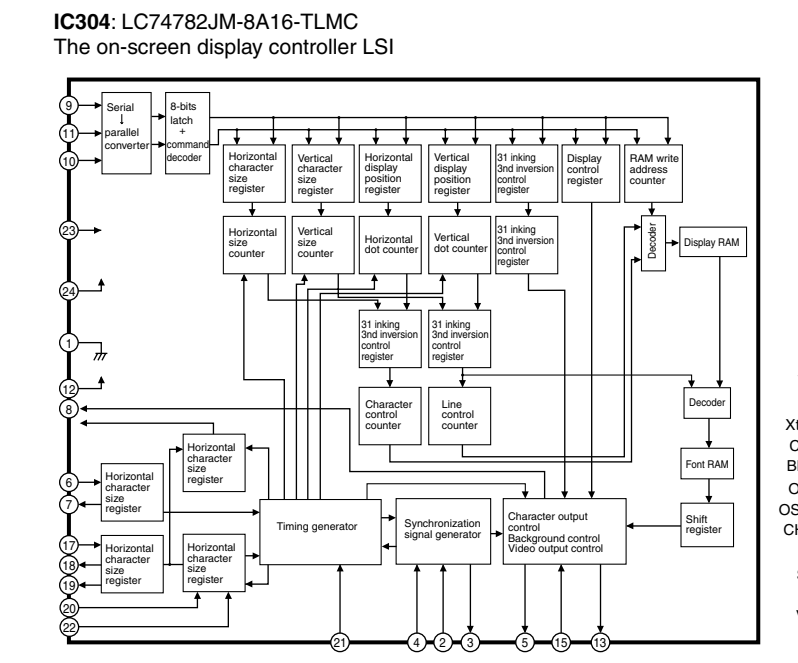 IC304: LC74782JM-8A16-TLMC
The on-screen display controller LSI
9
11
10
23
24
1
12
8
6
7
17
18
19
20
22
Serial
↓
parallel
converter
8-bits
latch
+
command
decoder
Horizontal
character
size
register
Vertical
character
size
register
Horizontal
display
position
register
Vertical
display
position
register
31 inking
3nd inversion
control
register
Display
control
register
RAM write
address
counter
Horizontal
size
counter
Vertical
size
counter
Horizontal
dot counter
Vertical
dot counter
31 inking
3nd inversion
control
register
Decoder
Display RAM
31 inking
3nd inversion
control
register
31 inking
3nd inversion
control
register
Character
control
counter
Line
control
counter
Decoder
Font RAM
Shift
register
Horizontal
character
size
register
Horizontal
character
size
register
Horizontal
character
size
register
Horizontal
character
size
register
Timing generator
Synchronization
signal generator
Character output
control
Background control
Video output control
21
4
2
3
5
15
13